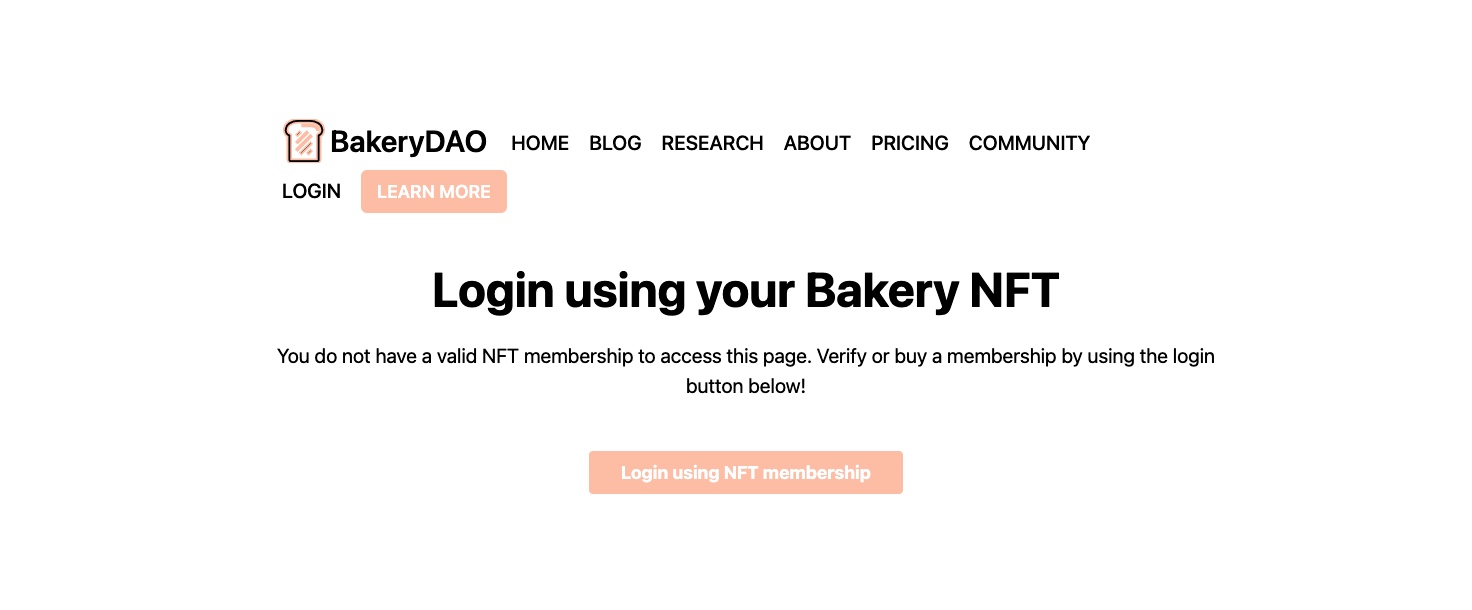 BakeryDAO HOME BLOG RESEARCH ABOUT PRICING COMMUNITY
LOGIN LEARN MORE
Login using your Bakery NFT
You do not have a valid NFT membership to access this page. Verify or buy a membership by using the login
button below!
Login using NFT membership